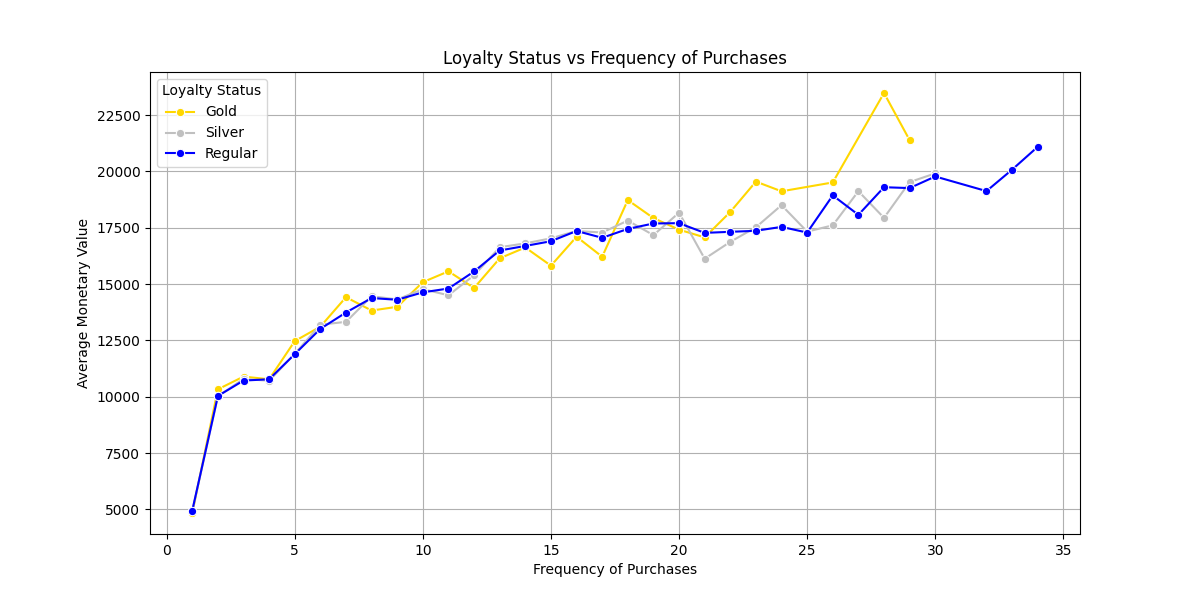 Loyalty Status vs Frequency of Purchases
Loyalty Status
Gold
Silver
Regular
22500
20000
17500
15000
12500
10000
7500
5000
Average Monetary Value
0 5 10 15 20 25 30 35
Frequency of Purchases